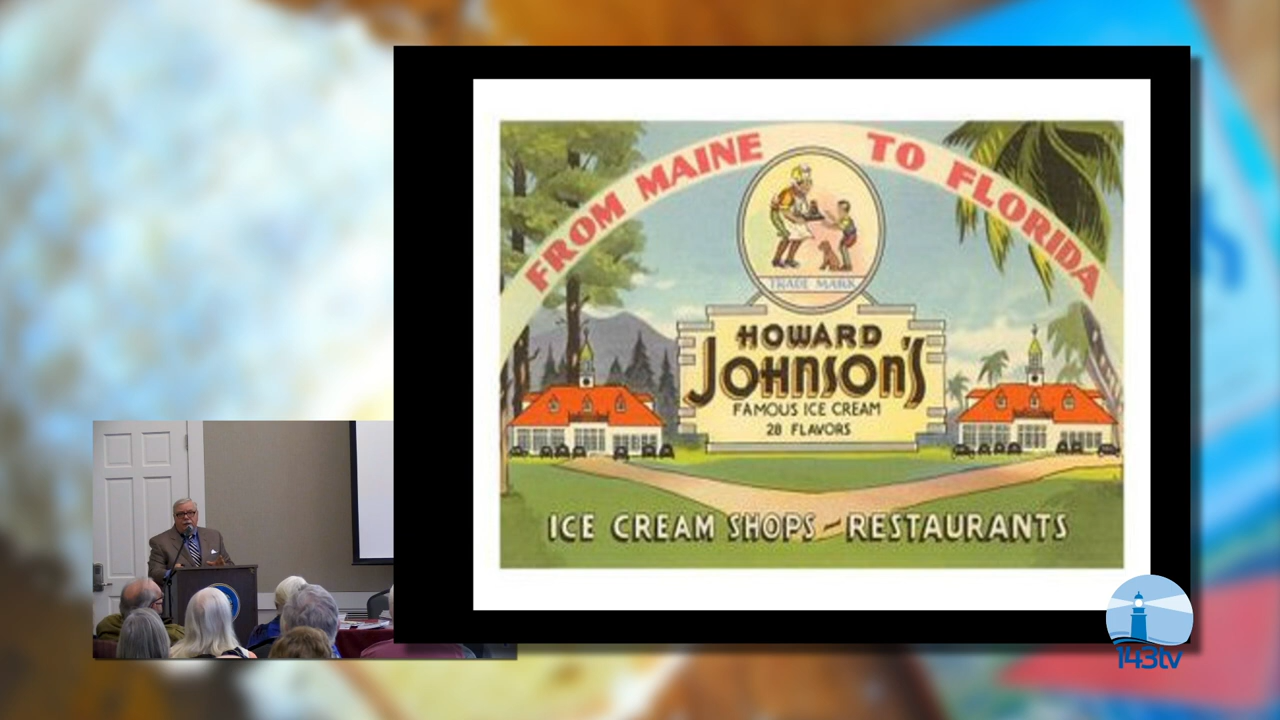 FROM MAINE TO FLORIDA
TRADE MARK
HOWARD
JOHNSON'S
FAMOUS ICE CREAM
28 FLAVORS
ICE CREAM SHOPS - RESTAURANTS
143tv